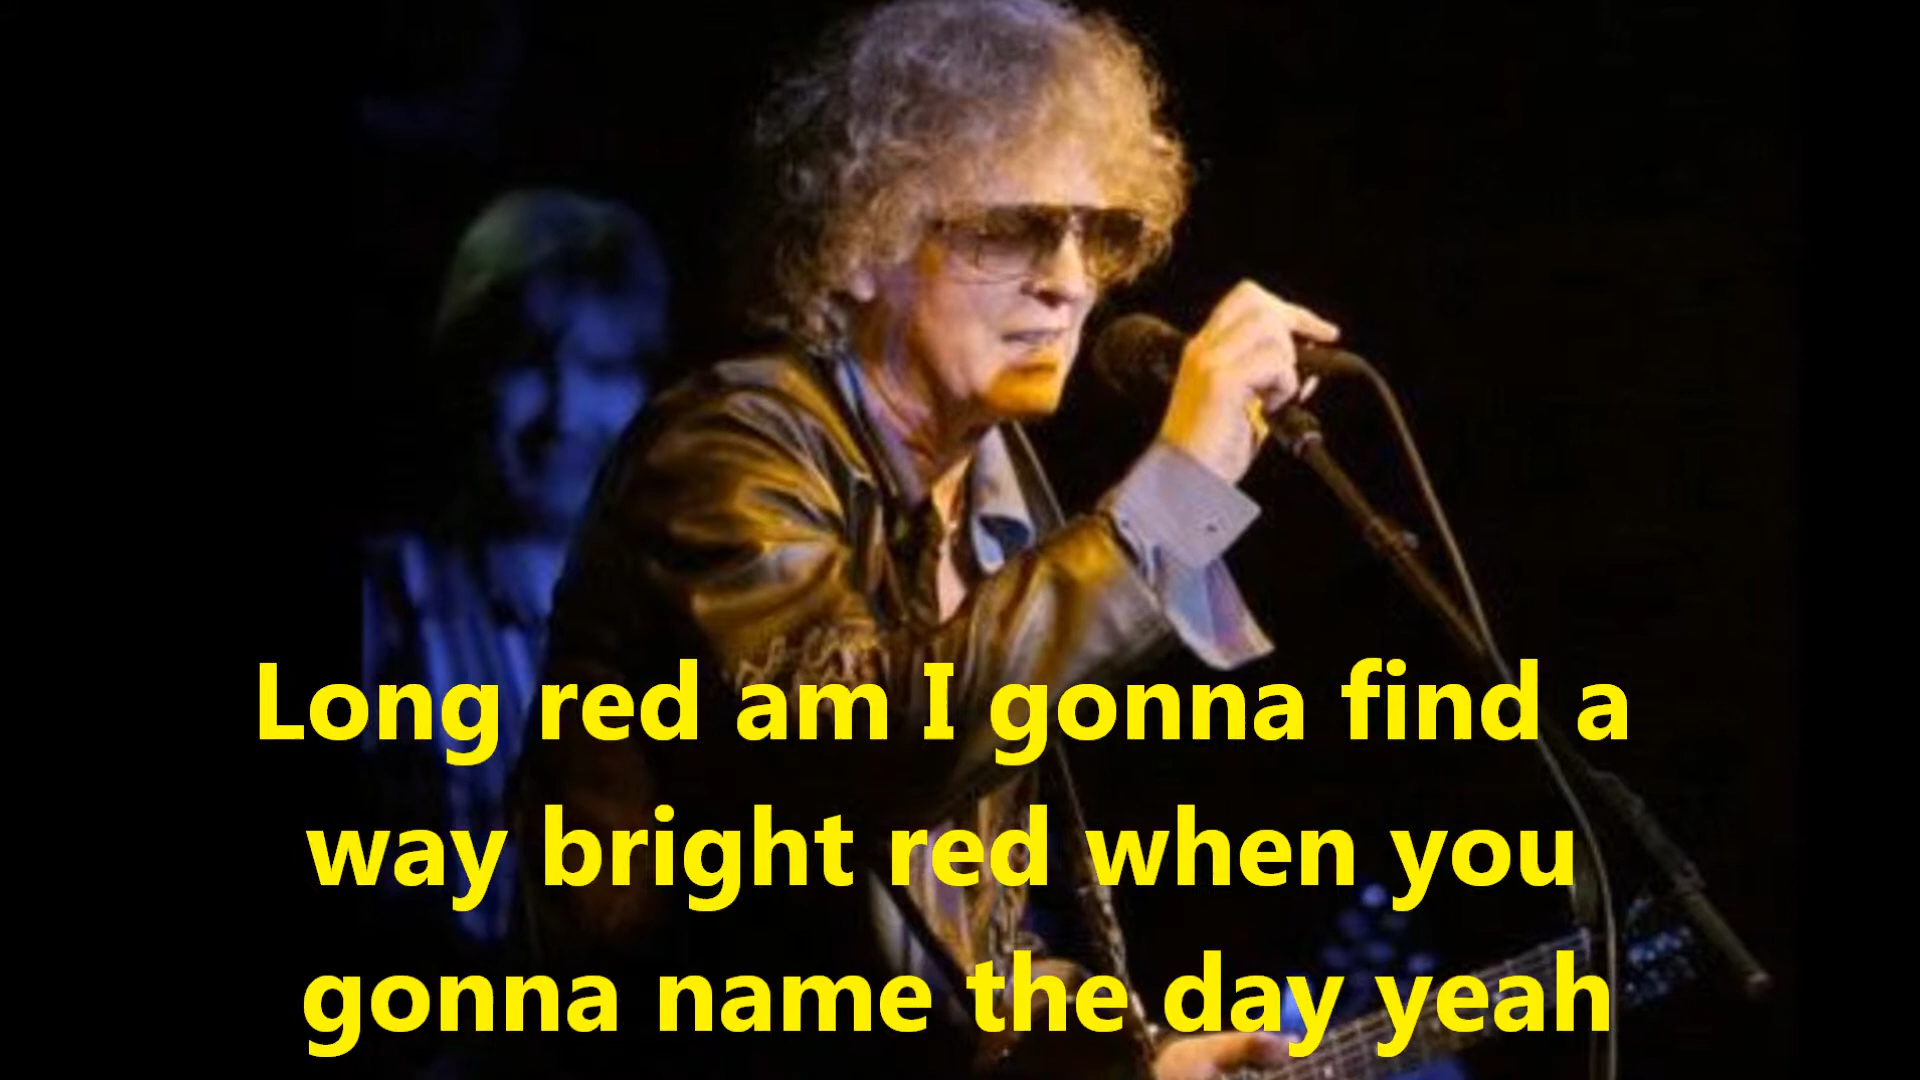 Long red am I gonna find a
way bright red when you
gonna name the day yeah